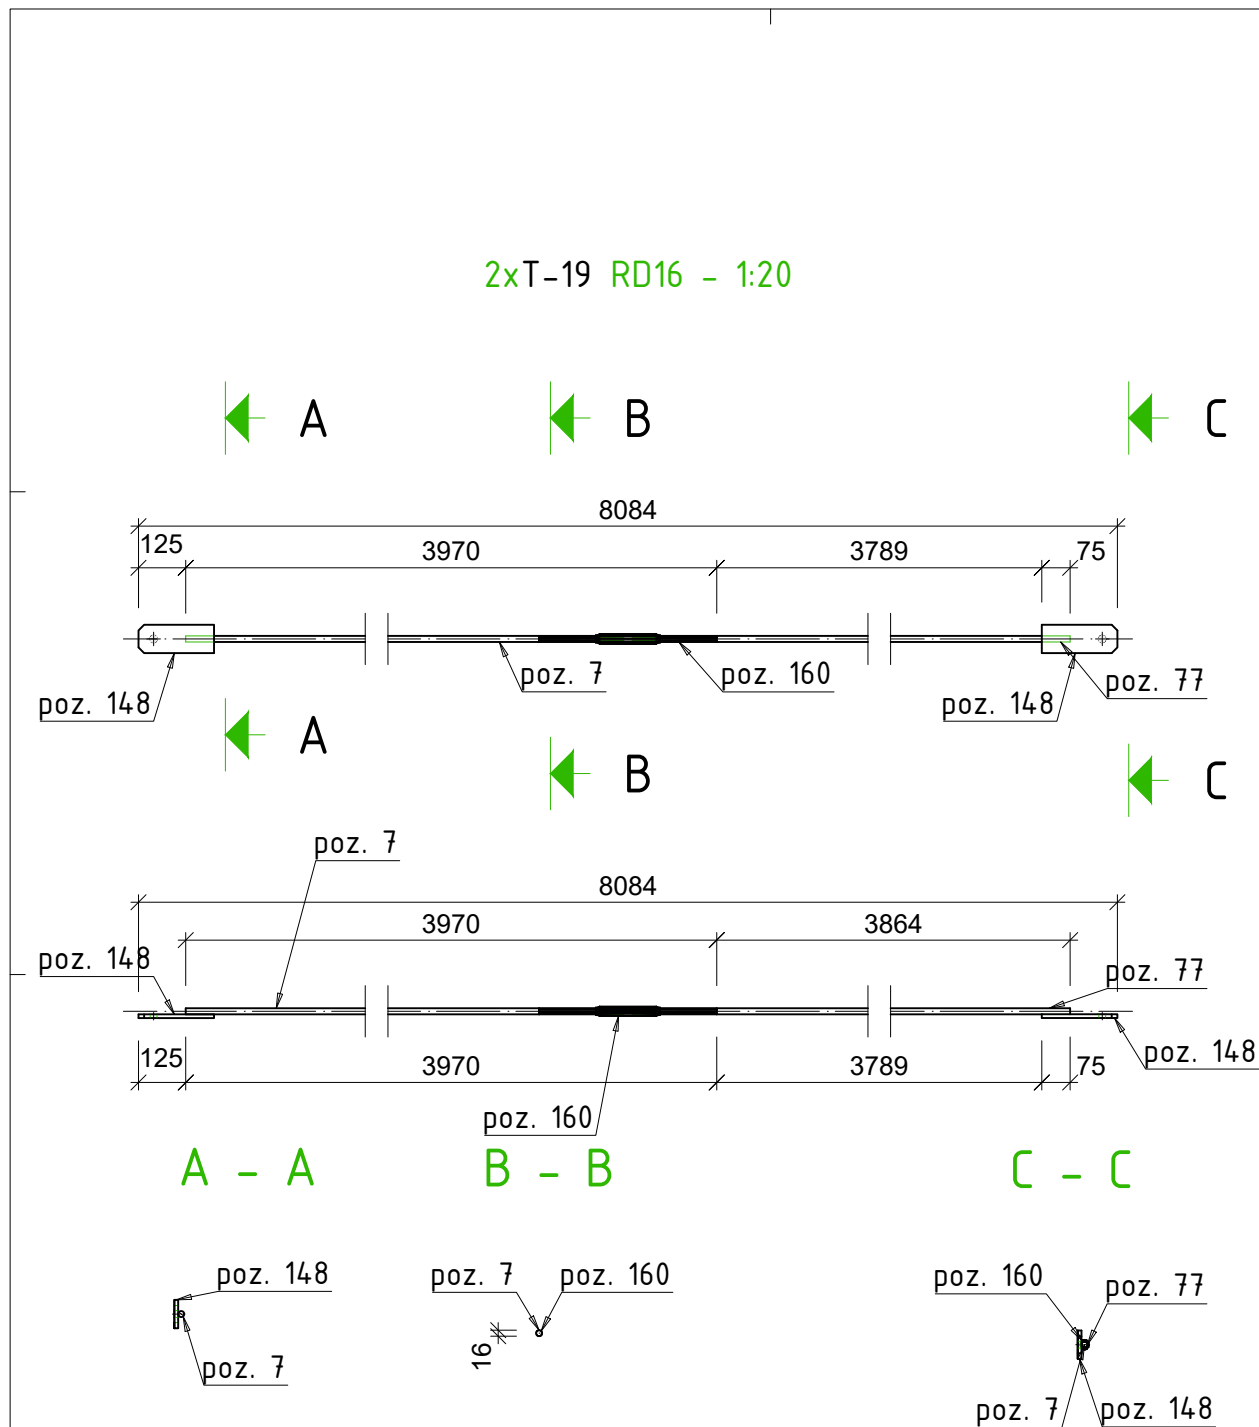 2xT-19 RD16 - 1:20
A B C
8084
125 3970 3789 75
poz. 7 poz. 160 poz. 77
poz. 148 poz. 148
A B C
poz. 7
8084
3970 3864
poz. 148 poz. 77
125 3970 3789 75 poz. 148
poz. 160
A - A B - B C - C
poz. 148 poz. 7 poz. 160 poz. 160 poz. 77
16
poz. 7 poz. 7 poz. 148